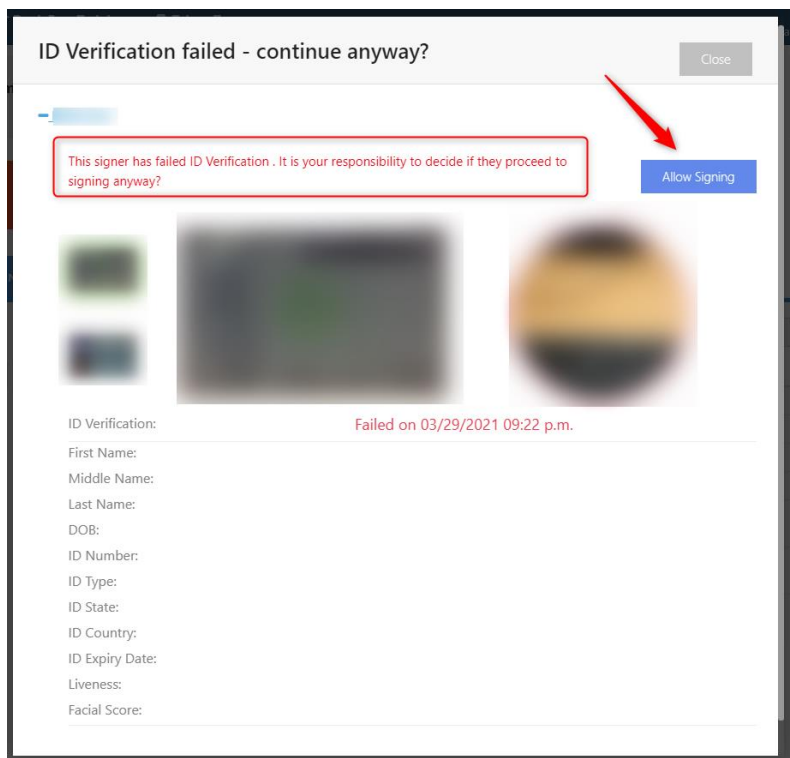 ID Verification failed - continue anyway?
Close
This signer has failed ID Verification . It is your responsibility to decide if they proceed to
signing anyway?
Allow Signing
ID Verification:
Failed on 03/29/2021 09:22 p.m.
First Name:
Middle Name:
Last Name:
DOB:
ID Number:
ID Type:
ID State:
ID Country:
ID Expiry Date:
Liveness:
Facial Score: